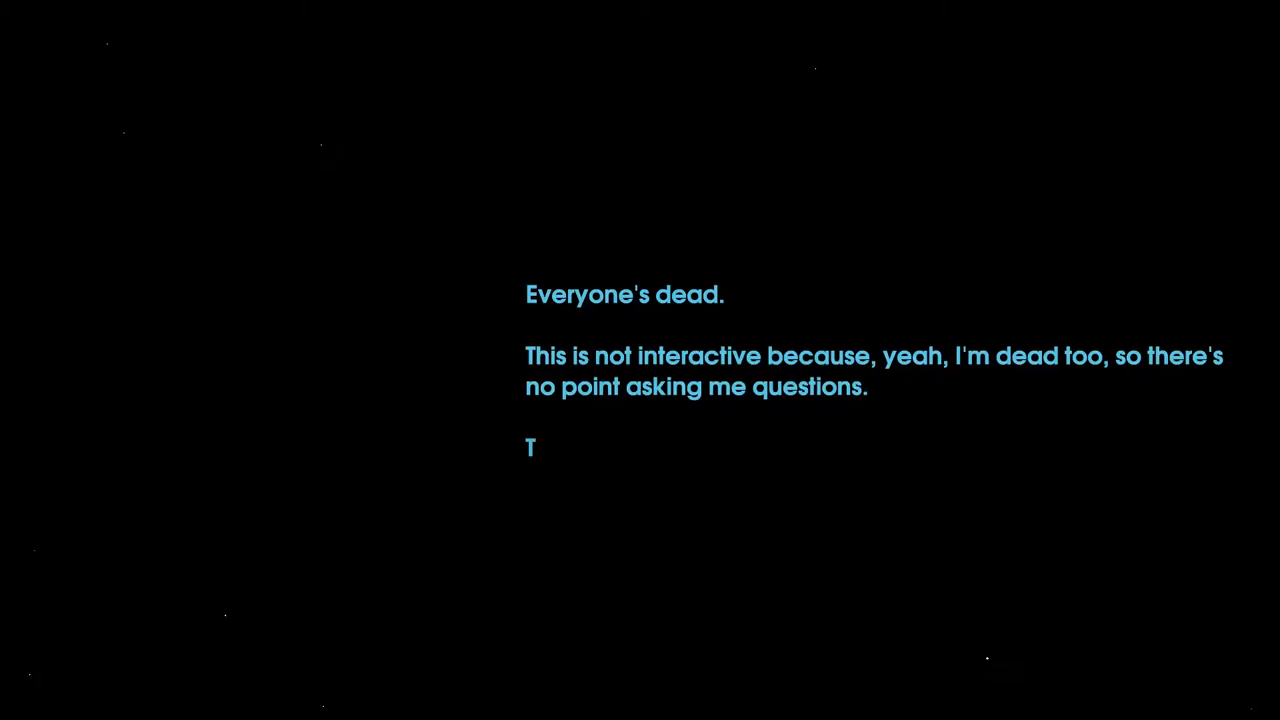 Everyone's dead.
This is not interactive because, yeah, I'm dead too, so there's
no point asking me questions.
T